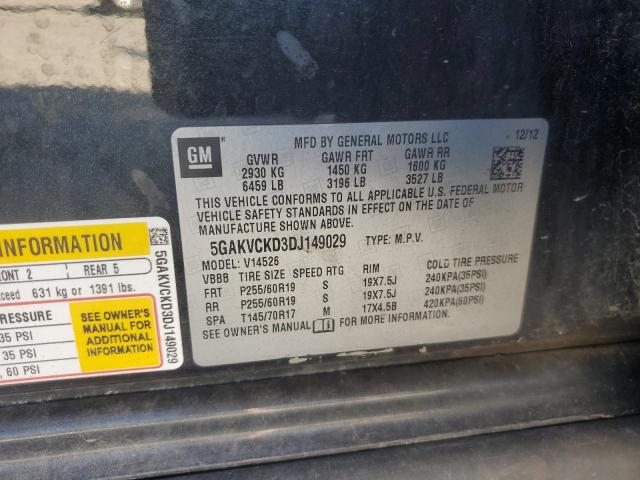 GM
MFD BY GENERAL MOTORS LLC
12/12
GVWR GAWR FRT GAWR RR
2930 KG 1450 KG 1600 KG
6459 LB 3196 LB 3527 LB
THIS VEHICLE CONFORMS TO ALL APPLICABLE U.S. FEDERAL MOTOR
VEHICLE SAFETY STANDARDS IN EFFECT ON THE DATE OF
MANUFACTURE SHOWN ABOVE.
5GAKVCKD3DJ149029 TYPE: M.P.V.
MODEL: V14526
VBBB TIRE SIZE SPEED RTG RIM COLD TIRE PRESSURE
FRT P255/60R19 S 19X7.5J 240KPA(35PSI)
RR P255/60R19 S 19X7.5J 240KPA(35PSI)
SPA T145/70R17 M 17X4.5B 420KPA(60PSI)
SEE OWNER'S MANUAL FOR MORE INFORMATION.
INFORMATION
RONT 2 REAR 5
xceed 631 kg or 1391 lbs.
PRESSURE
35 PSI
35 PSI
, 60 PSI
SEE OWNER'S
MANUAL FOR
ADDITIONAL
INFORMATION
5GAKVCKD3DJ149029